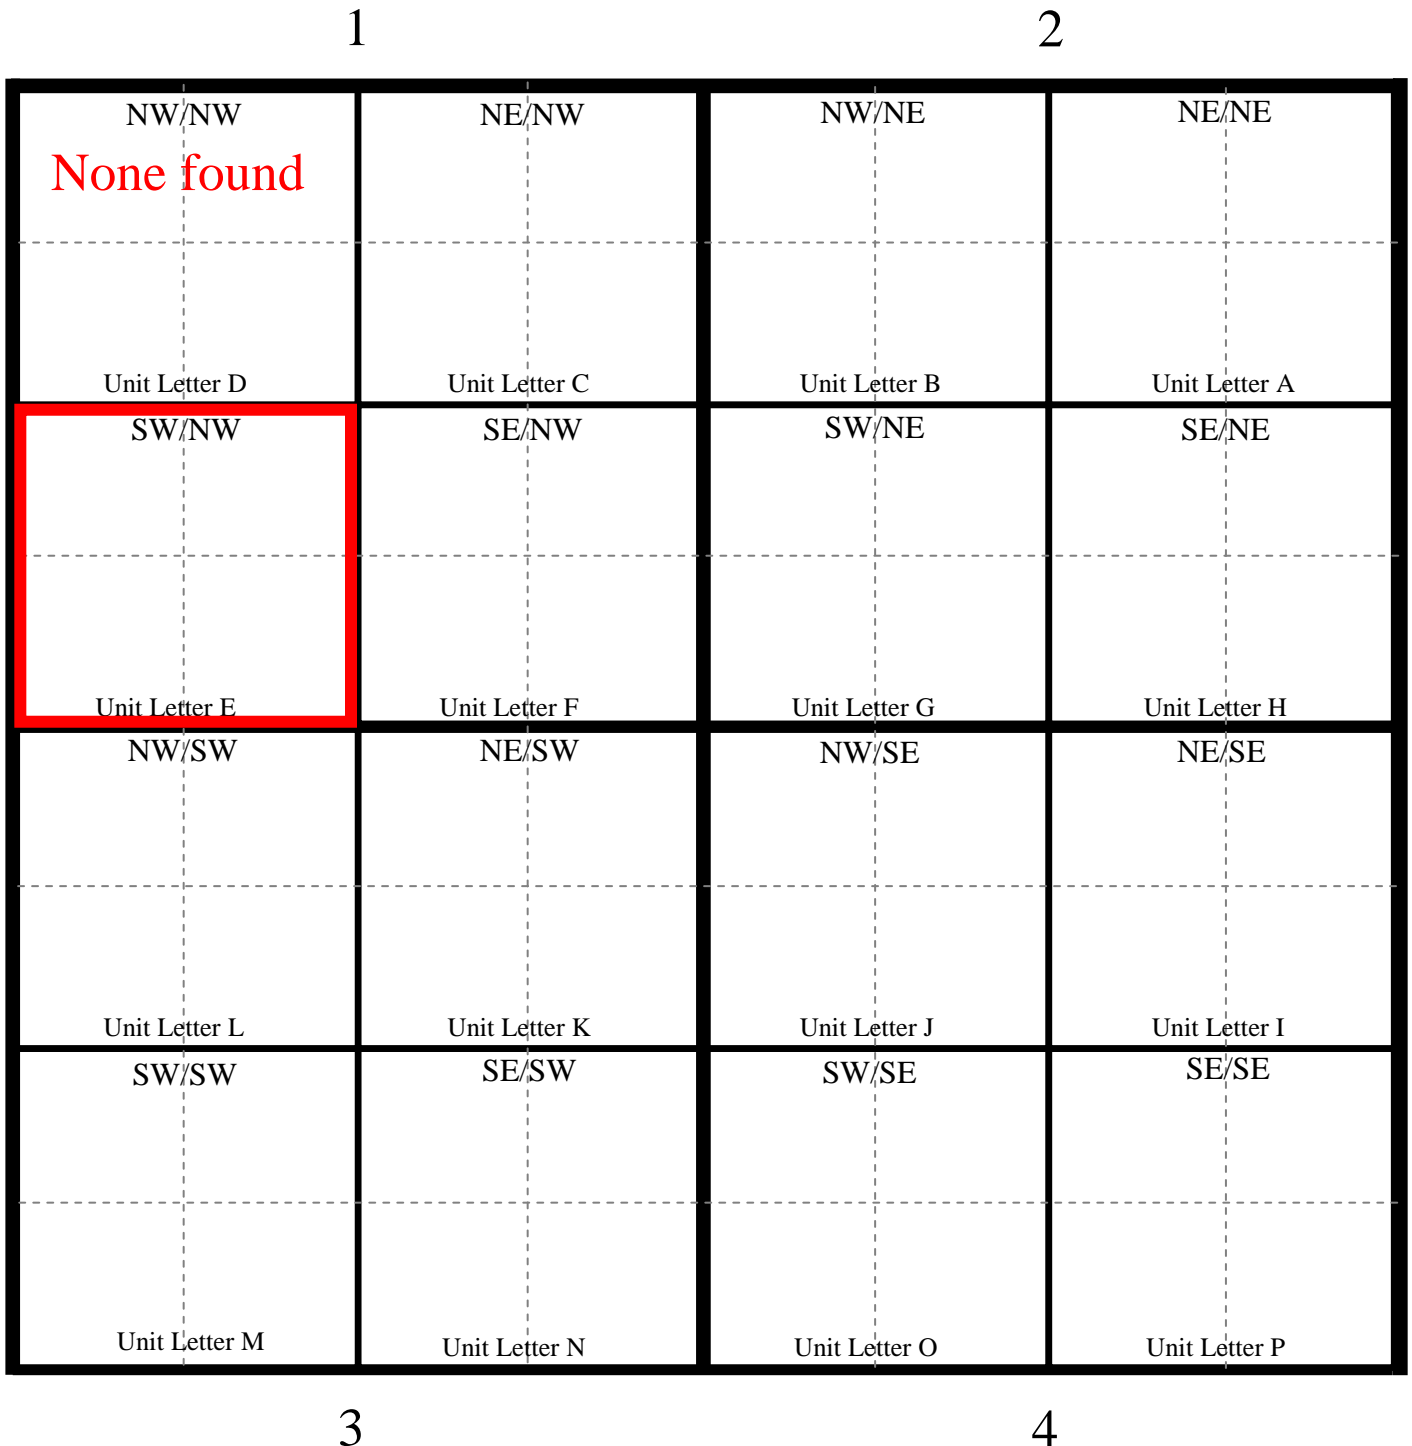 1 2
NW/NW NE/NW NW/NE NE/NE
None found
Unit Letter D Unit Letter C Unit Letter B Unit Letter A
SW/NW SE/NW SW/NE SE/NE
Unit Letter E Unit Letter F Unit Letter G Unit Letter H
NW/SW NE/SW NW/SE NE/SE
Unit Letter L Unit Letter K Unit Letter J Unit Letter I
SW/SW SE/SW SW/SE SE/SE
Unit Letter M Unit Letter N Unit Letter O Unit Letter P
3 4